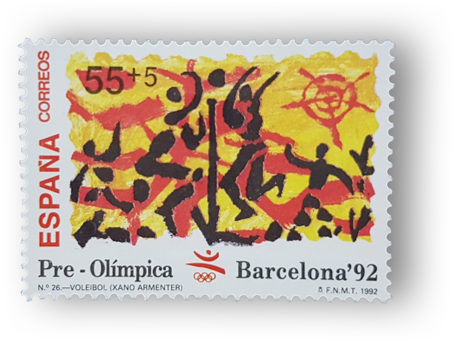 55+5
ESPAÑA CORREOS
Pre-Olímpica Barcelona'92
N.º 26.—VOLEIBOL (XANO ARMENTER) F.N.M.T. 1992